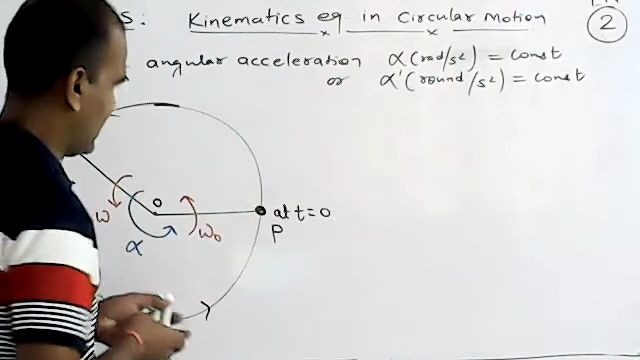 S: Kinematics eq in Circular Motion
2
angular acceleration α (rad/s²) = const
or α' (round/s²) = const
O
at t = 0
P
ω
ω₀
α